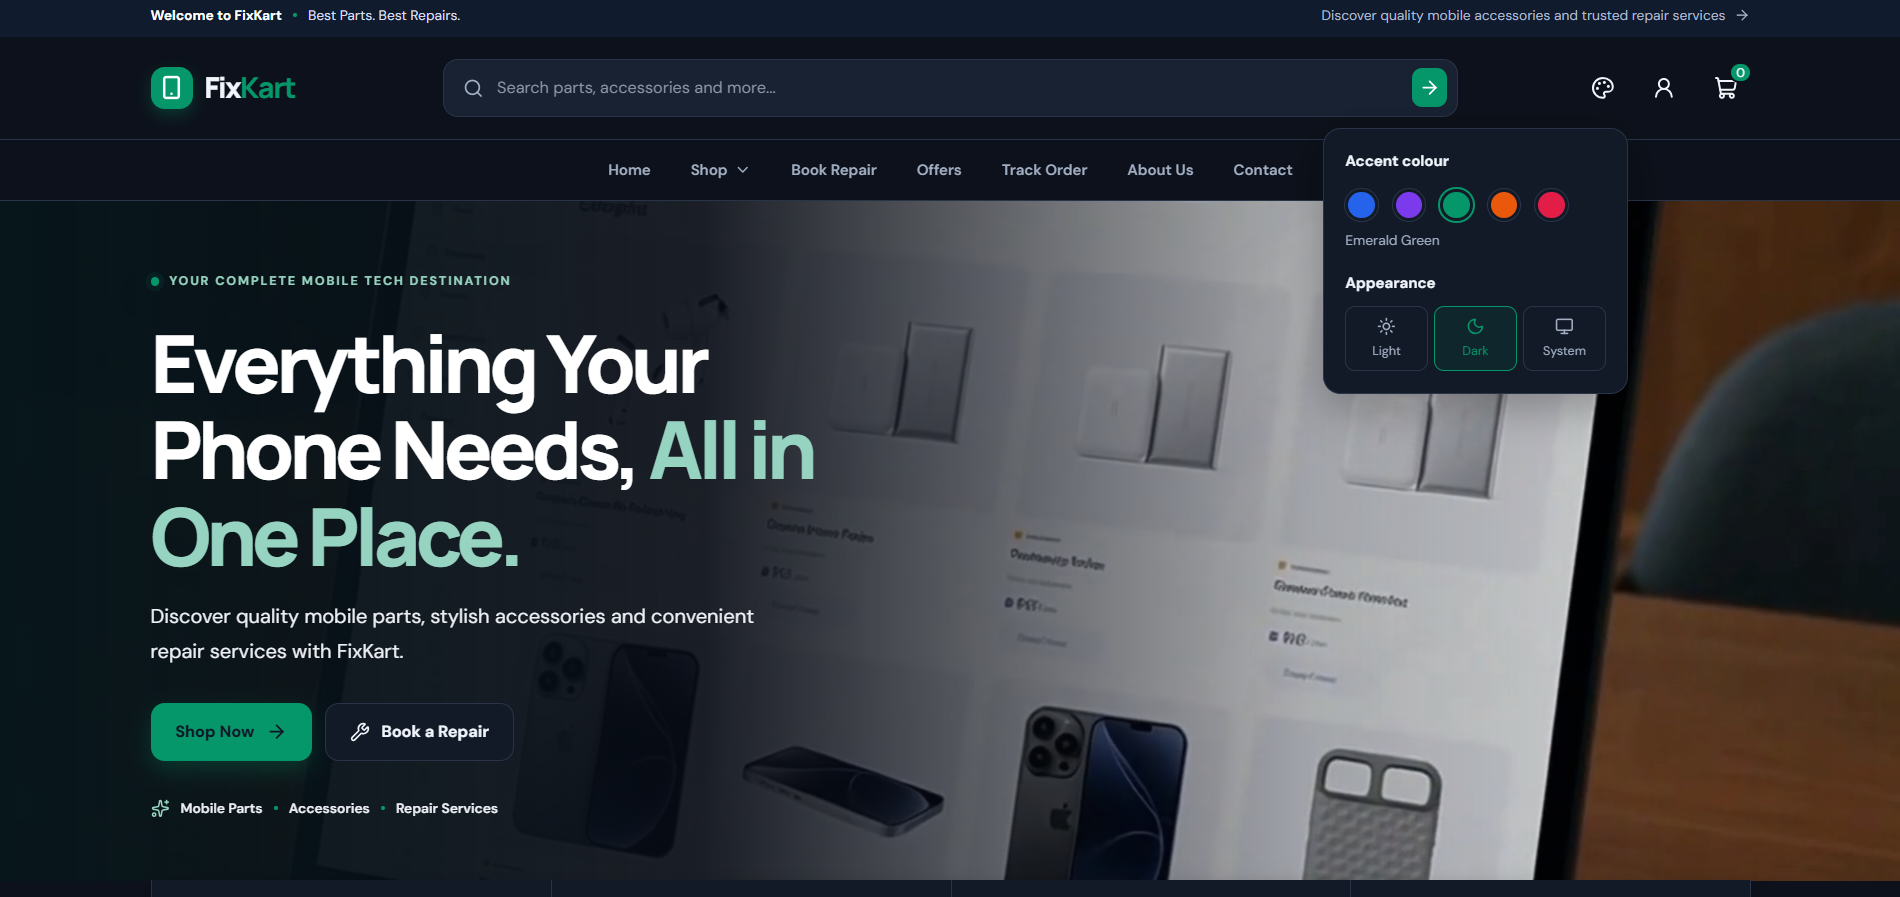 Welcome to FixKart • Best Parts. Best Repairs.
Discover quality mobile accessories and trusted repair services →
FixKart
Search parts, accessories and more...
0
Home
Shop
Book Repair
Offers
Track Order
About Us
Contact
Accent colour
Emerald Green
Appearance
Light
Dark
System
YOUR COMPLETE MOBILE TECH DESTINATION
Everything Your
Phone Needs, All in
One Place.
Discover quality mobile parts, stylish accessories and convenient
repair services with FixKart.
Shop Now →
Book a Repair
Mobile Parts • Accessories • Repair Services